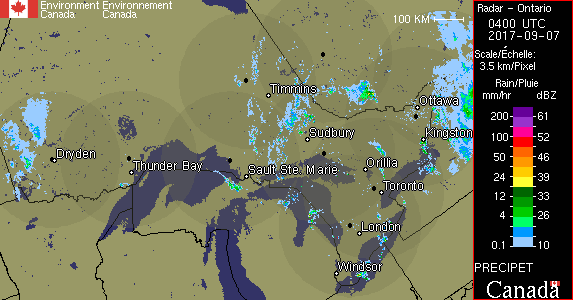 Environment Environnement
Canada Canada
100 KM
Timmins
Ottawa
Sudbury
Kingston
Dryden
Thunder Bay
Sault Ste. Marie
Orillia
Toronto
London
Windsor
Radar - Ontario
0400 UTC
2017-09-07
Scale/Échelle:
3.5 km/Pixel
Rain/Pluie
mm/hr dBZ
200 61
100 52
50 46
24 39
12 34
4 26
0.1 10
PRECIPET
Canada